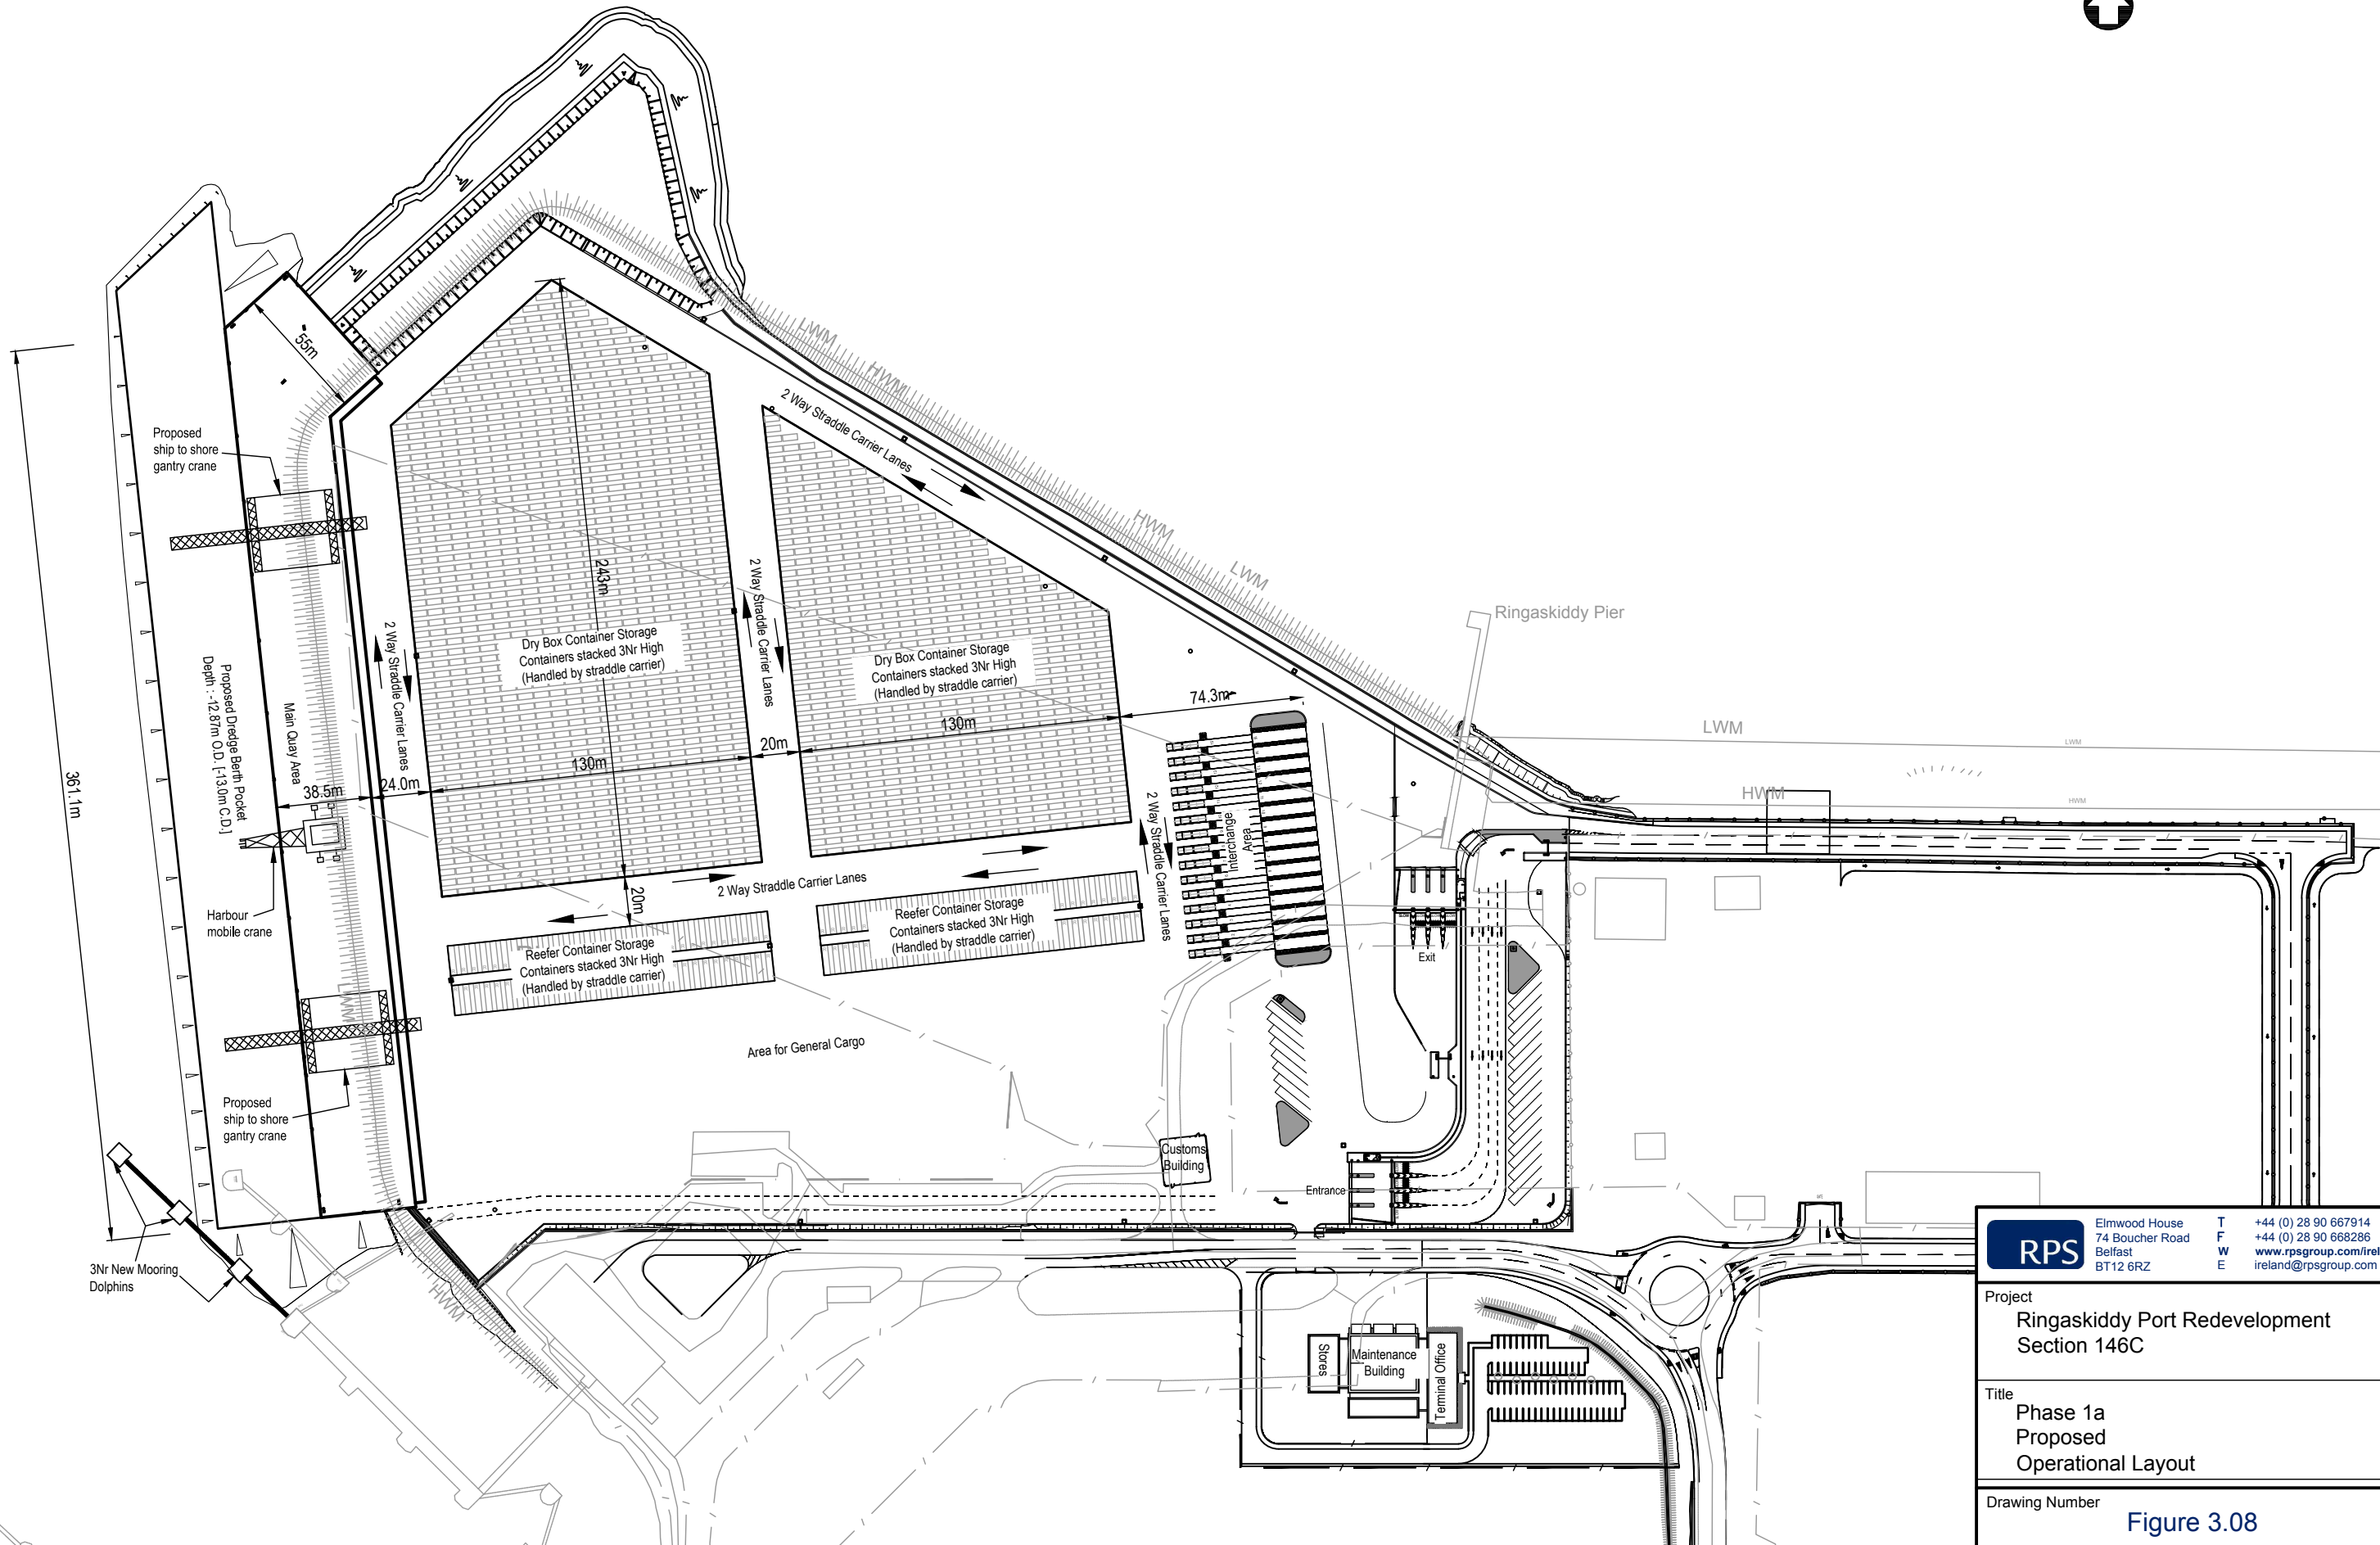 55m
LWM
HWM
Proposed
ship to shore
gantry crane
2 Way Straddle Carrier Lanes
HWM
LWM
Ringaskiddy Pier
243m
2 Way Straddle Carrier Lanes
2 Way Straddle Carrier Lanes
Dry Box Container Storage
Containers stacked 3Nr High
(Handled by straddle carrier)
Dry Box Container Storage
Containers stacked 3Nr High
(Handled by straddle carrier)
Proposed Dredge Berth Pocket
Depth : -12.87m O.D. [-13.0m C.D.]
Main Quay Area
361.1m
38.5m
24.0m
130m
20m
130m
74.3m
LWM
LWM
HWM
HWM
2 Way Straddle Carrier Lanes
Interchange
Area
Harbour
mobile crane
2 Way Straddle Carrier Lanes
20m
Reefer Container Storage
Containers stacked 3Nr High
(Handled by straddle carrier)
Reefer Container Storage
Containers stacked 3Nr High
(Handled by straddle carrier)
Exit
LWM
Area for General Cargo
Proposed
ship to shore
gantry crane
Customs
Building
Entrance
3Nr New Mooring
Dolphins
HWM
Stores
Maintenance
Building
Terminal Office
RPS
Elmwood House
74 Boucher Road
Belfast
BT12 6RZ
T +44 (0) 28 90 667914
F +44 (0) 28 90 668286
W www.rpsgroup.com/irel
E ireland@rpsgroup.com
Project
Ringaskiddy Port Redevelopment
Section 146C
Title
Phase 1a
Proposed
Operational Layout
Drawing Number
Figure 3.08